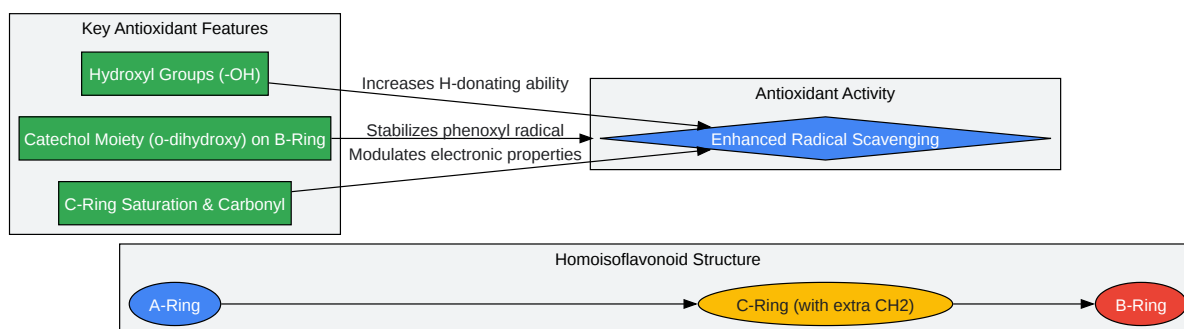 Key Antioxidant Features
Hydroxyl Groups (-OH)
Increases H-donating ability
Antioxidant Activity
Catechol Moiety (o-dihydroxy) on B-Ring
Stabilizes phenoxyl radical
Enhanced Radical Scavenging
Modulates electronic properties
C-Ring Saturation & Carbonyl
Homoisoflavonoid Structure
A-Ring
C-Ring (with extra CH2)
B-Ring